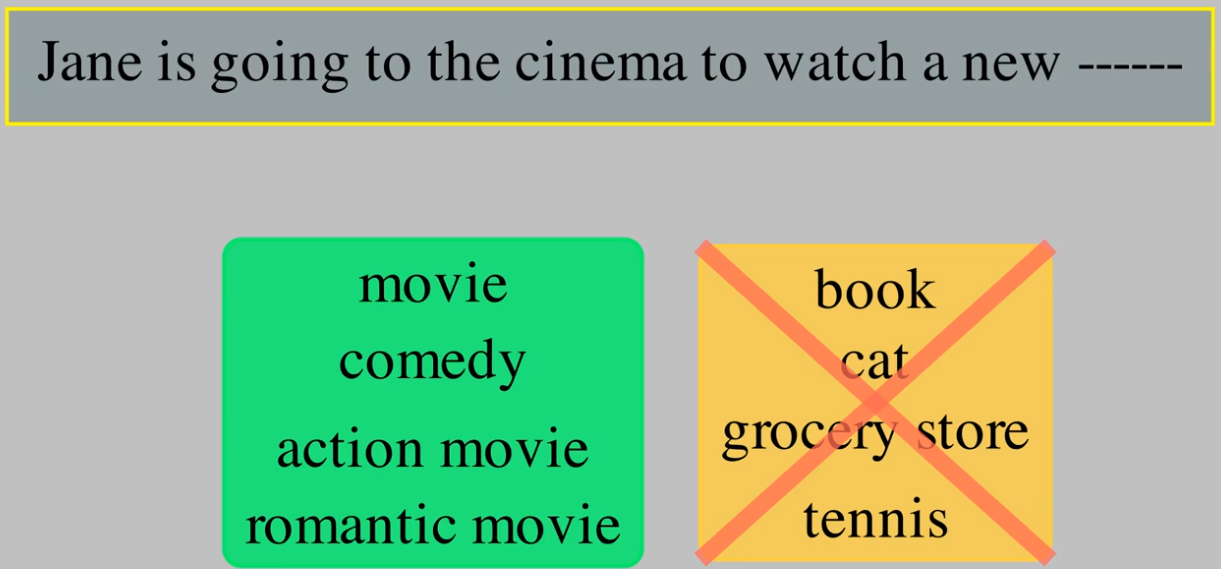 Jane is going to the cinema to watch a new ------
movie
comedy
action movie
romantic movie
book
cat
grocery store
tennis